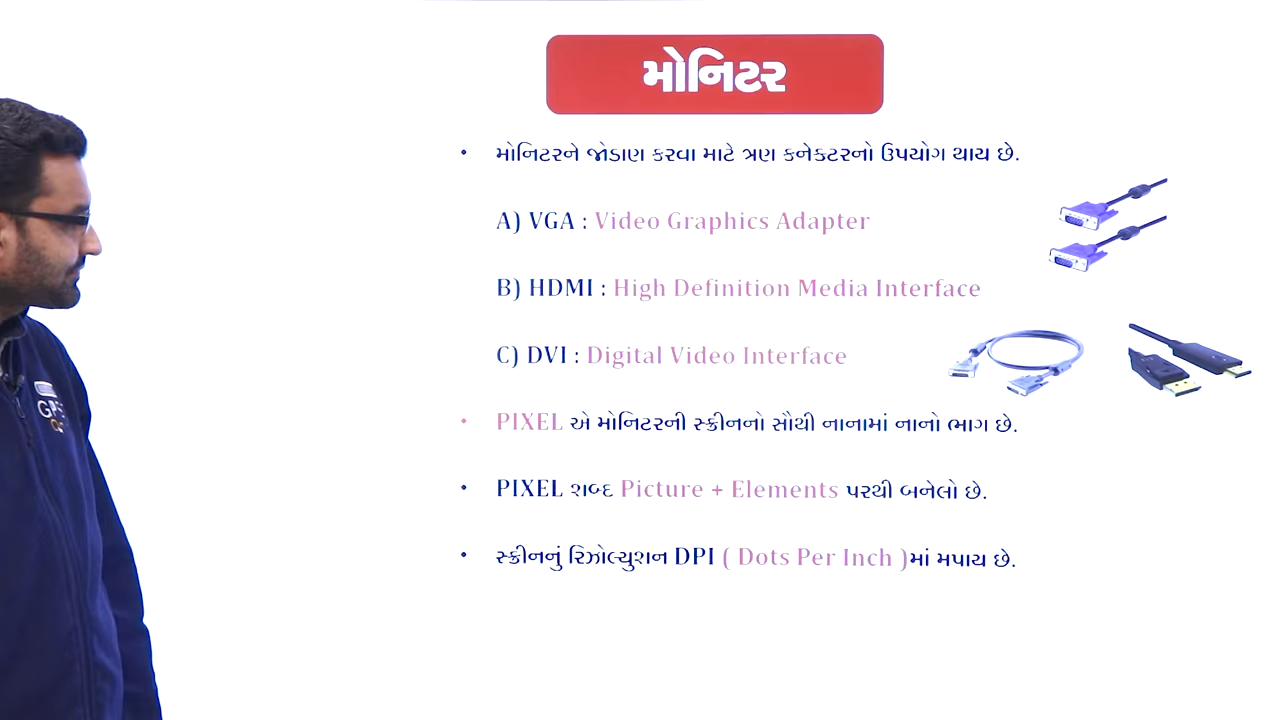 મોનિટર
• મોનિટરને જોડાણ કરવા માટે ત્રણ કનેક્ટરનો ઉપયોગ થાય છે.
A) VGA : Video Graphics Adapter
B) HDMI : High Definition Media Interface
C) DVI : Digital Video Interface
• PIXEL એ મોનિટરની સ્ક્રીનનો સૌથી નાનામાં નાનો ભાગ છે.
• PIXEL શબ્દ Picture + Elements પરથી બનેલો છે.
• સ્ક્રીનનું રિઝોલ્યુશન DPI ( Dots Per Inch )માં મપાય છે.